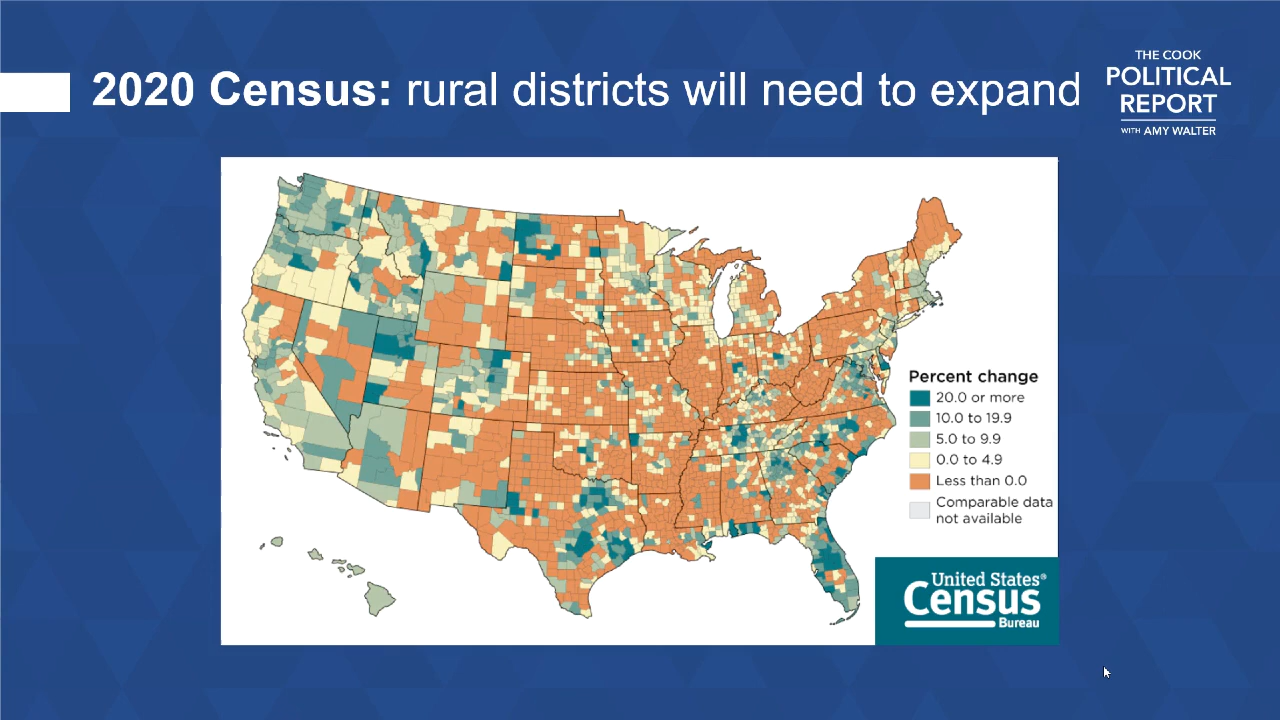 2020 Census: rural districts will need to expand
THE COOK
POLITICAL
REPORT
WITH AMY WALTER
Percent change
20.0 or more
10.0 to 19.9
5.0 to 9.9
0.0 to 4.9
Less than 0.0
Comparable data
not available
United States®
Census
Bureau